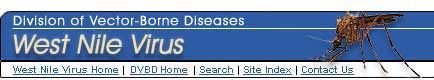 Division of Vector-Borne Diseases
West Nile Virus
West Nile Virus Home | DVBD Home | Search | Site Index | Contact Us